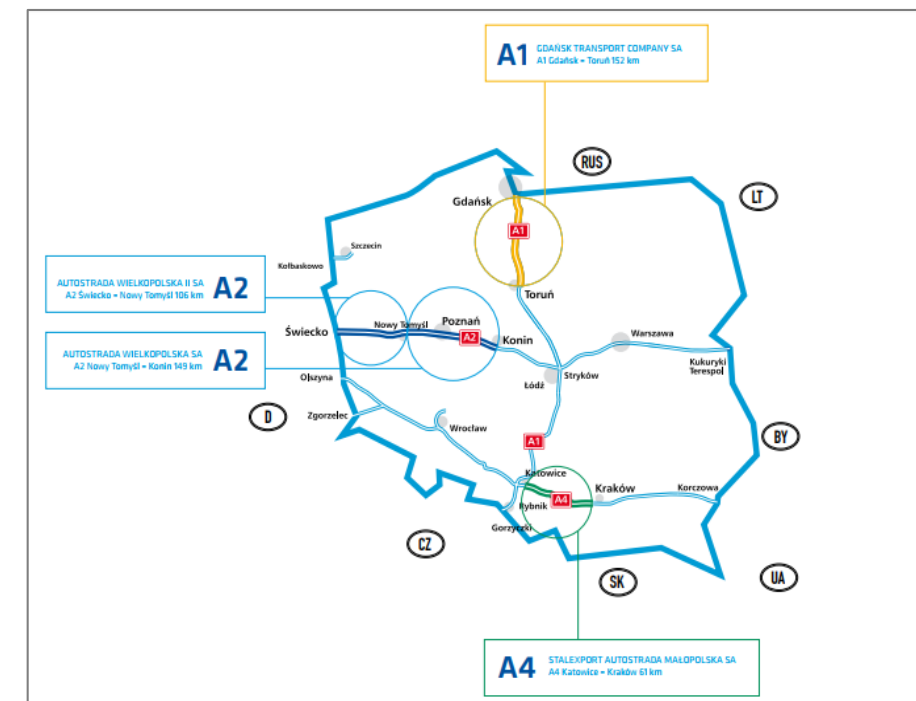 A1
GDAŃSK TRANSPORT COMPANY SA
A1 Gdańsk = Toruń 152 km
RUS
LT
Gdańsk
A1
Szczecin
Kołbaskowo
AUTOSTRADA WIELKOPOLSKA II SA
A2 Świecko = Nowy Tomyśl 106 km
A2
Toruń
Świecko
Nowy Tomyśl
Poznań
A2
Konin
Warszawa
AUTOSTRADA WIELKOPOLSKA SA
A2 Nowy Tomyśl = Konin 149 km
A2
Kukuryki
Terespol
Olszyna
Łódź
Stryków
D
Zgorzelec
Wrocław
A1
BY
Katowice
Kraków
Korczowa
A4
Rybnik
Gorzyczki
CZ
SK
UA
A4
STALEXPORT AUTOSTRADA MAŁOPOLSKA SA
A4 Katowice = Kraków 61 km